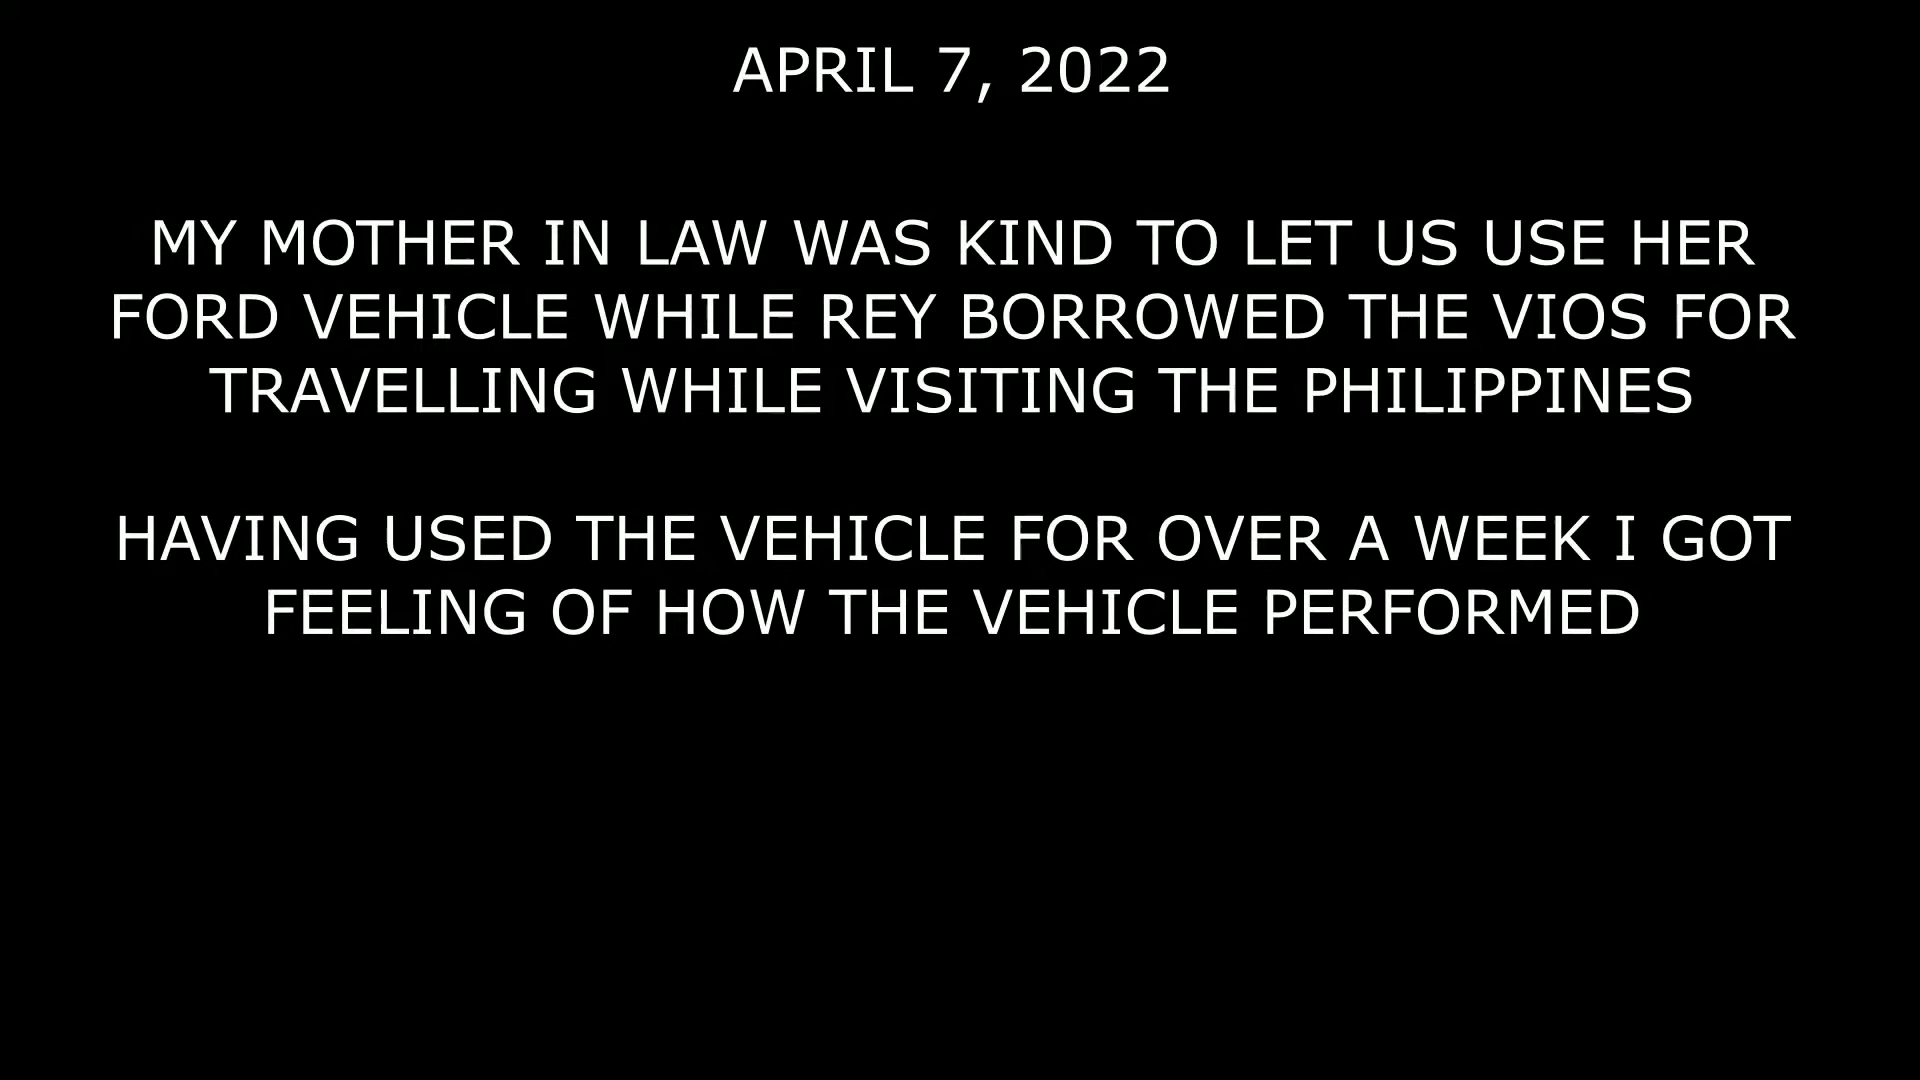 APRIL 7, 2022
MY MOTHER IN LAW WAS KIND TO LET US USE HER
FORD VEHICLE WHILE REY BORROWED THE VIOS FOR
TRAVELLING WHILE VISITING THE PHILIPPINES
HAVING USED THE VEHICLE FOR OVER A WEEK I GOT
FEELING OF HOW THE VEHICLE PERFORMED